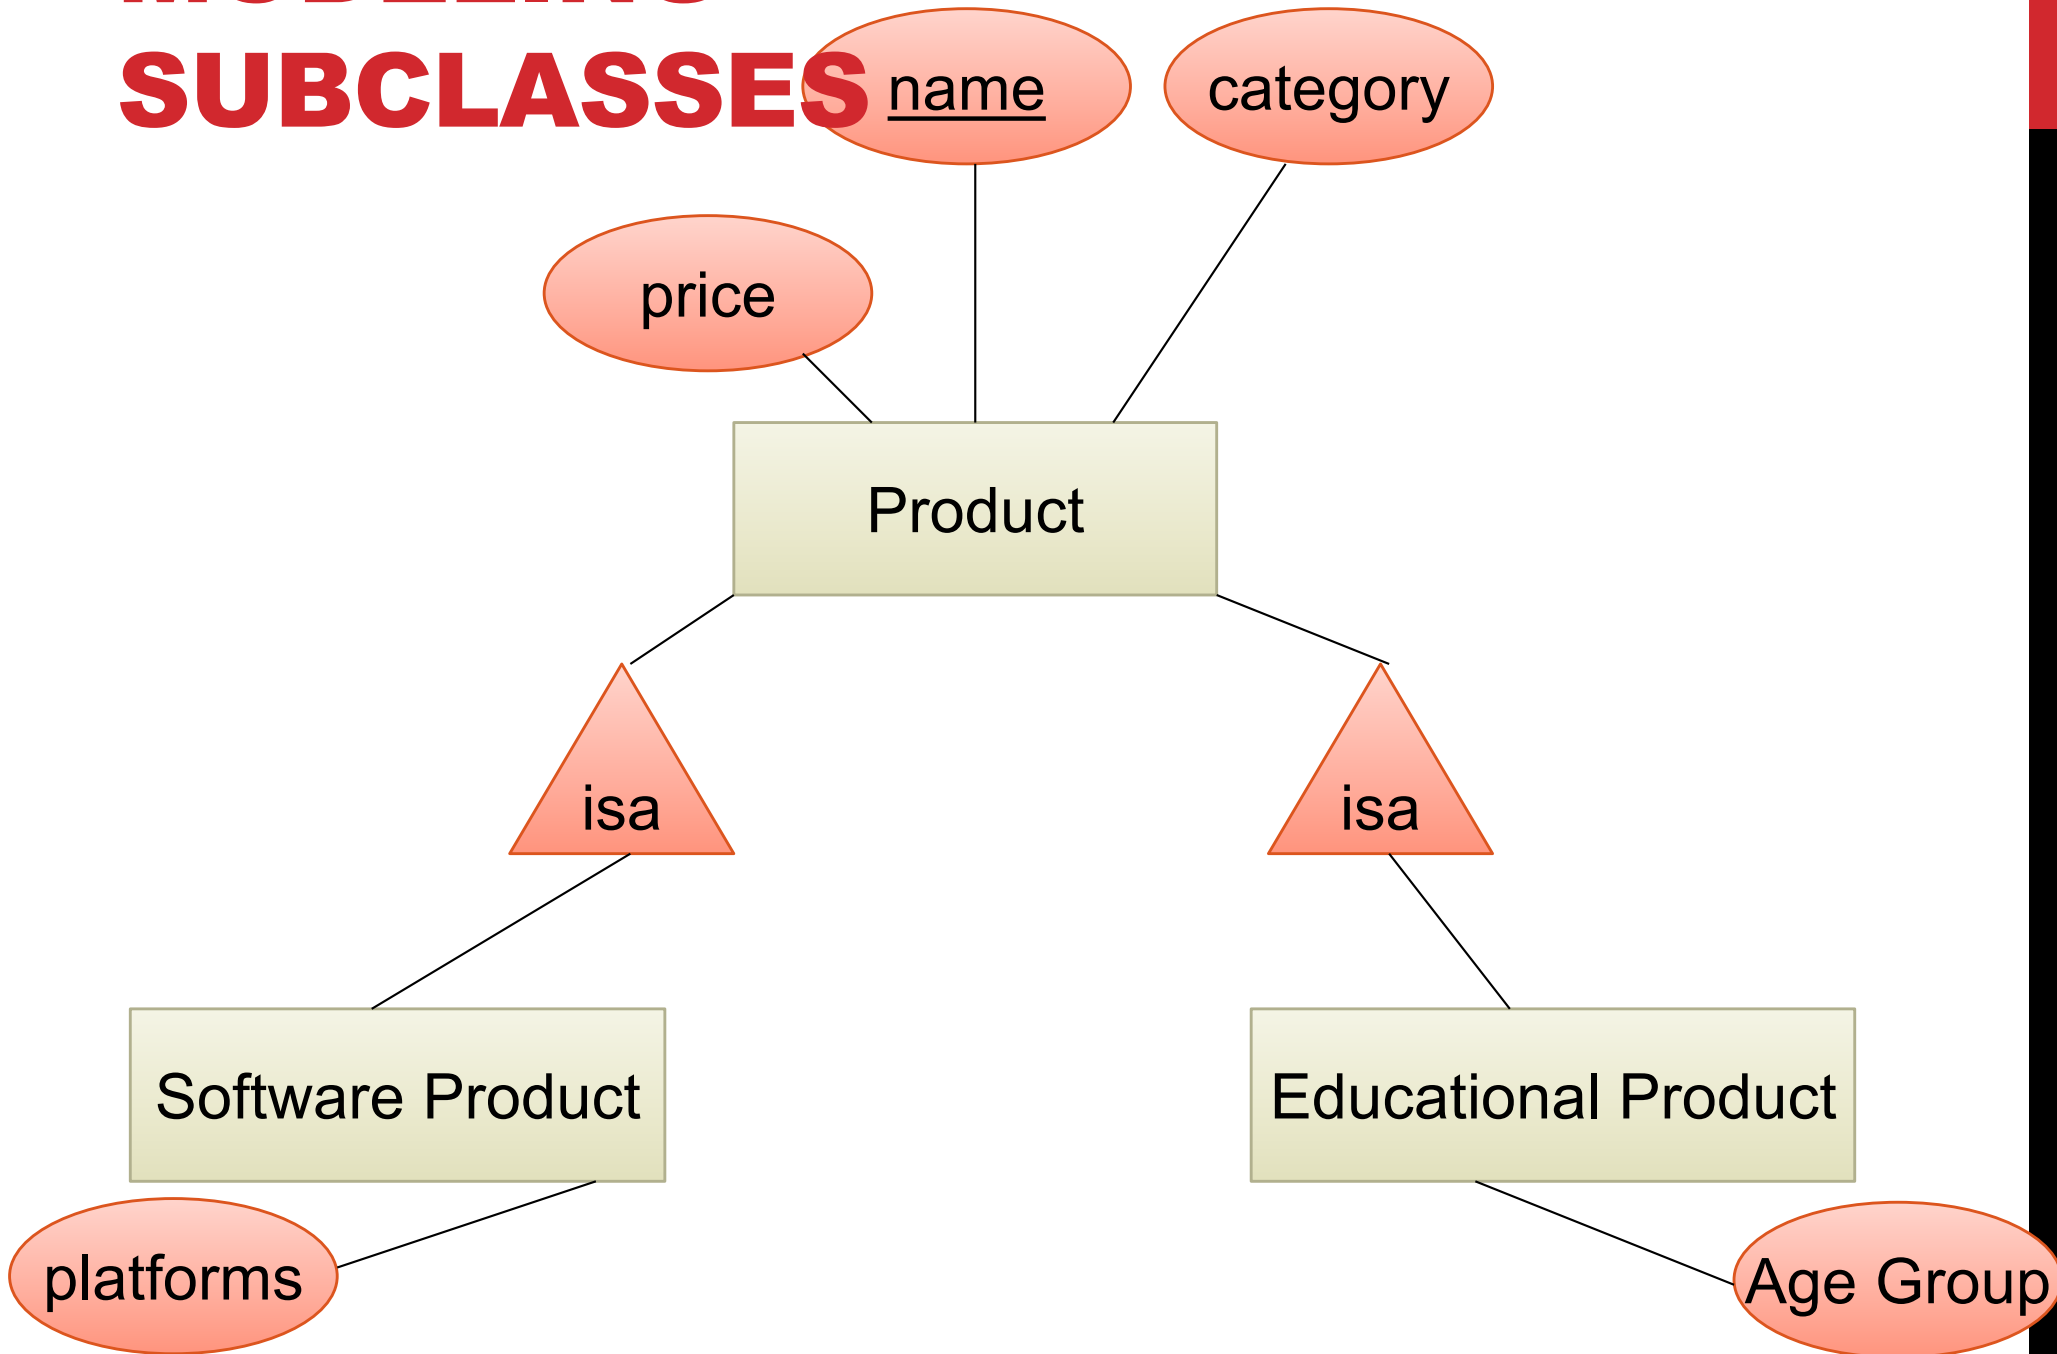 SUBCLASSES
name
category
price
Product
isa
isa
Software Product
Educational Product
platforms
Age Group